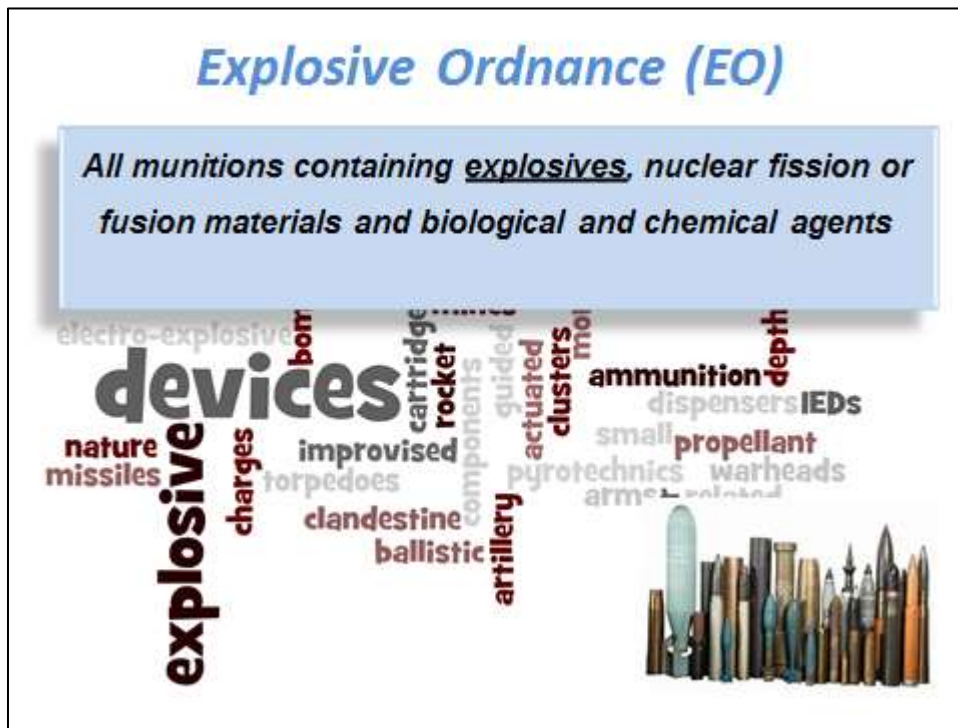 Explosive Ordnance (EO)
All munitions containing explosives, nuclear fission or
fusion materials and biological and chemical agents
electro-explosive
devices
cartridge
rocket
components
guided
actuated
clusters
ammunition
depth
dispensers
IEDs
nature
missiles
explosive
charges
improvised
torpedoes
small
propellant
pyrotechnics
warheads
clandestine
ballistic
artillery
related